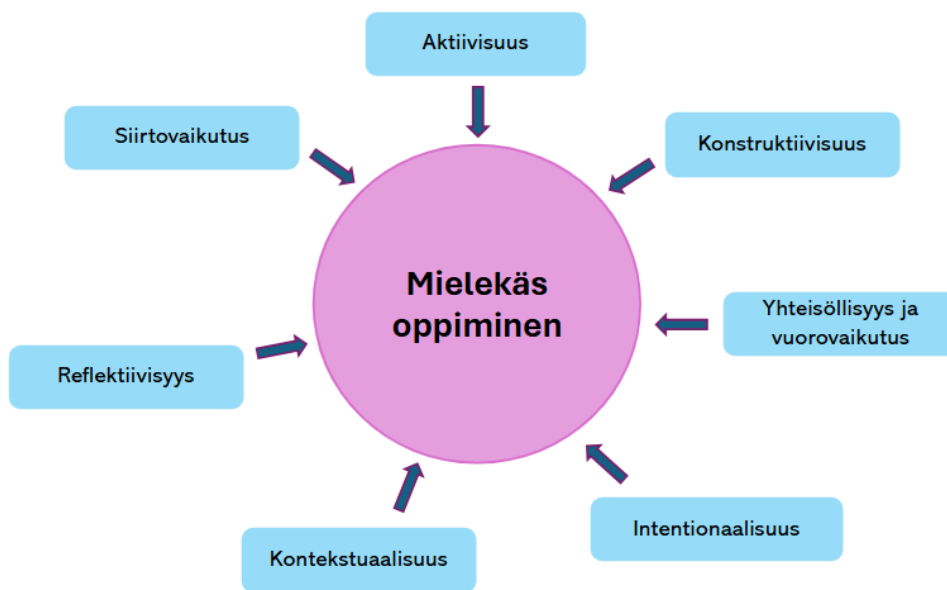 Aktiivisuus
Siirtovaikutus
Konstruktiivisuus
Mielekäs
oppiminen
Yhteisöllisyys ja
vuorovaikutus
Reflektiivisyys
Intentionaalisuus
Kontekstuaalisuus